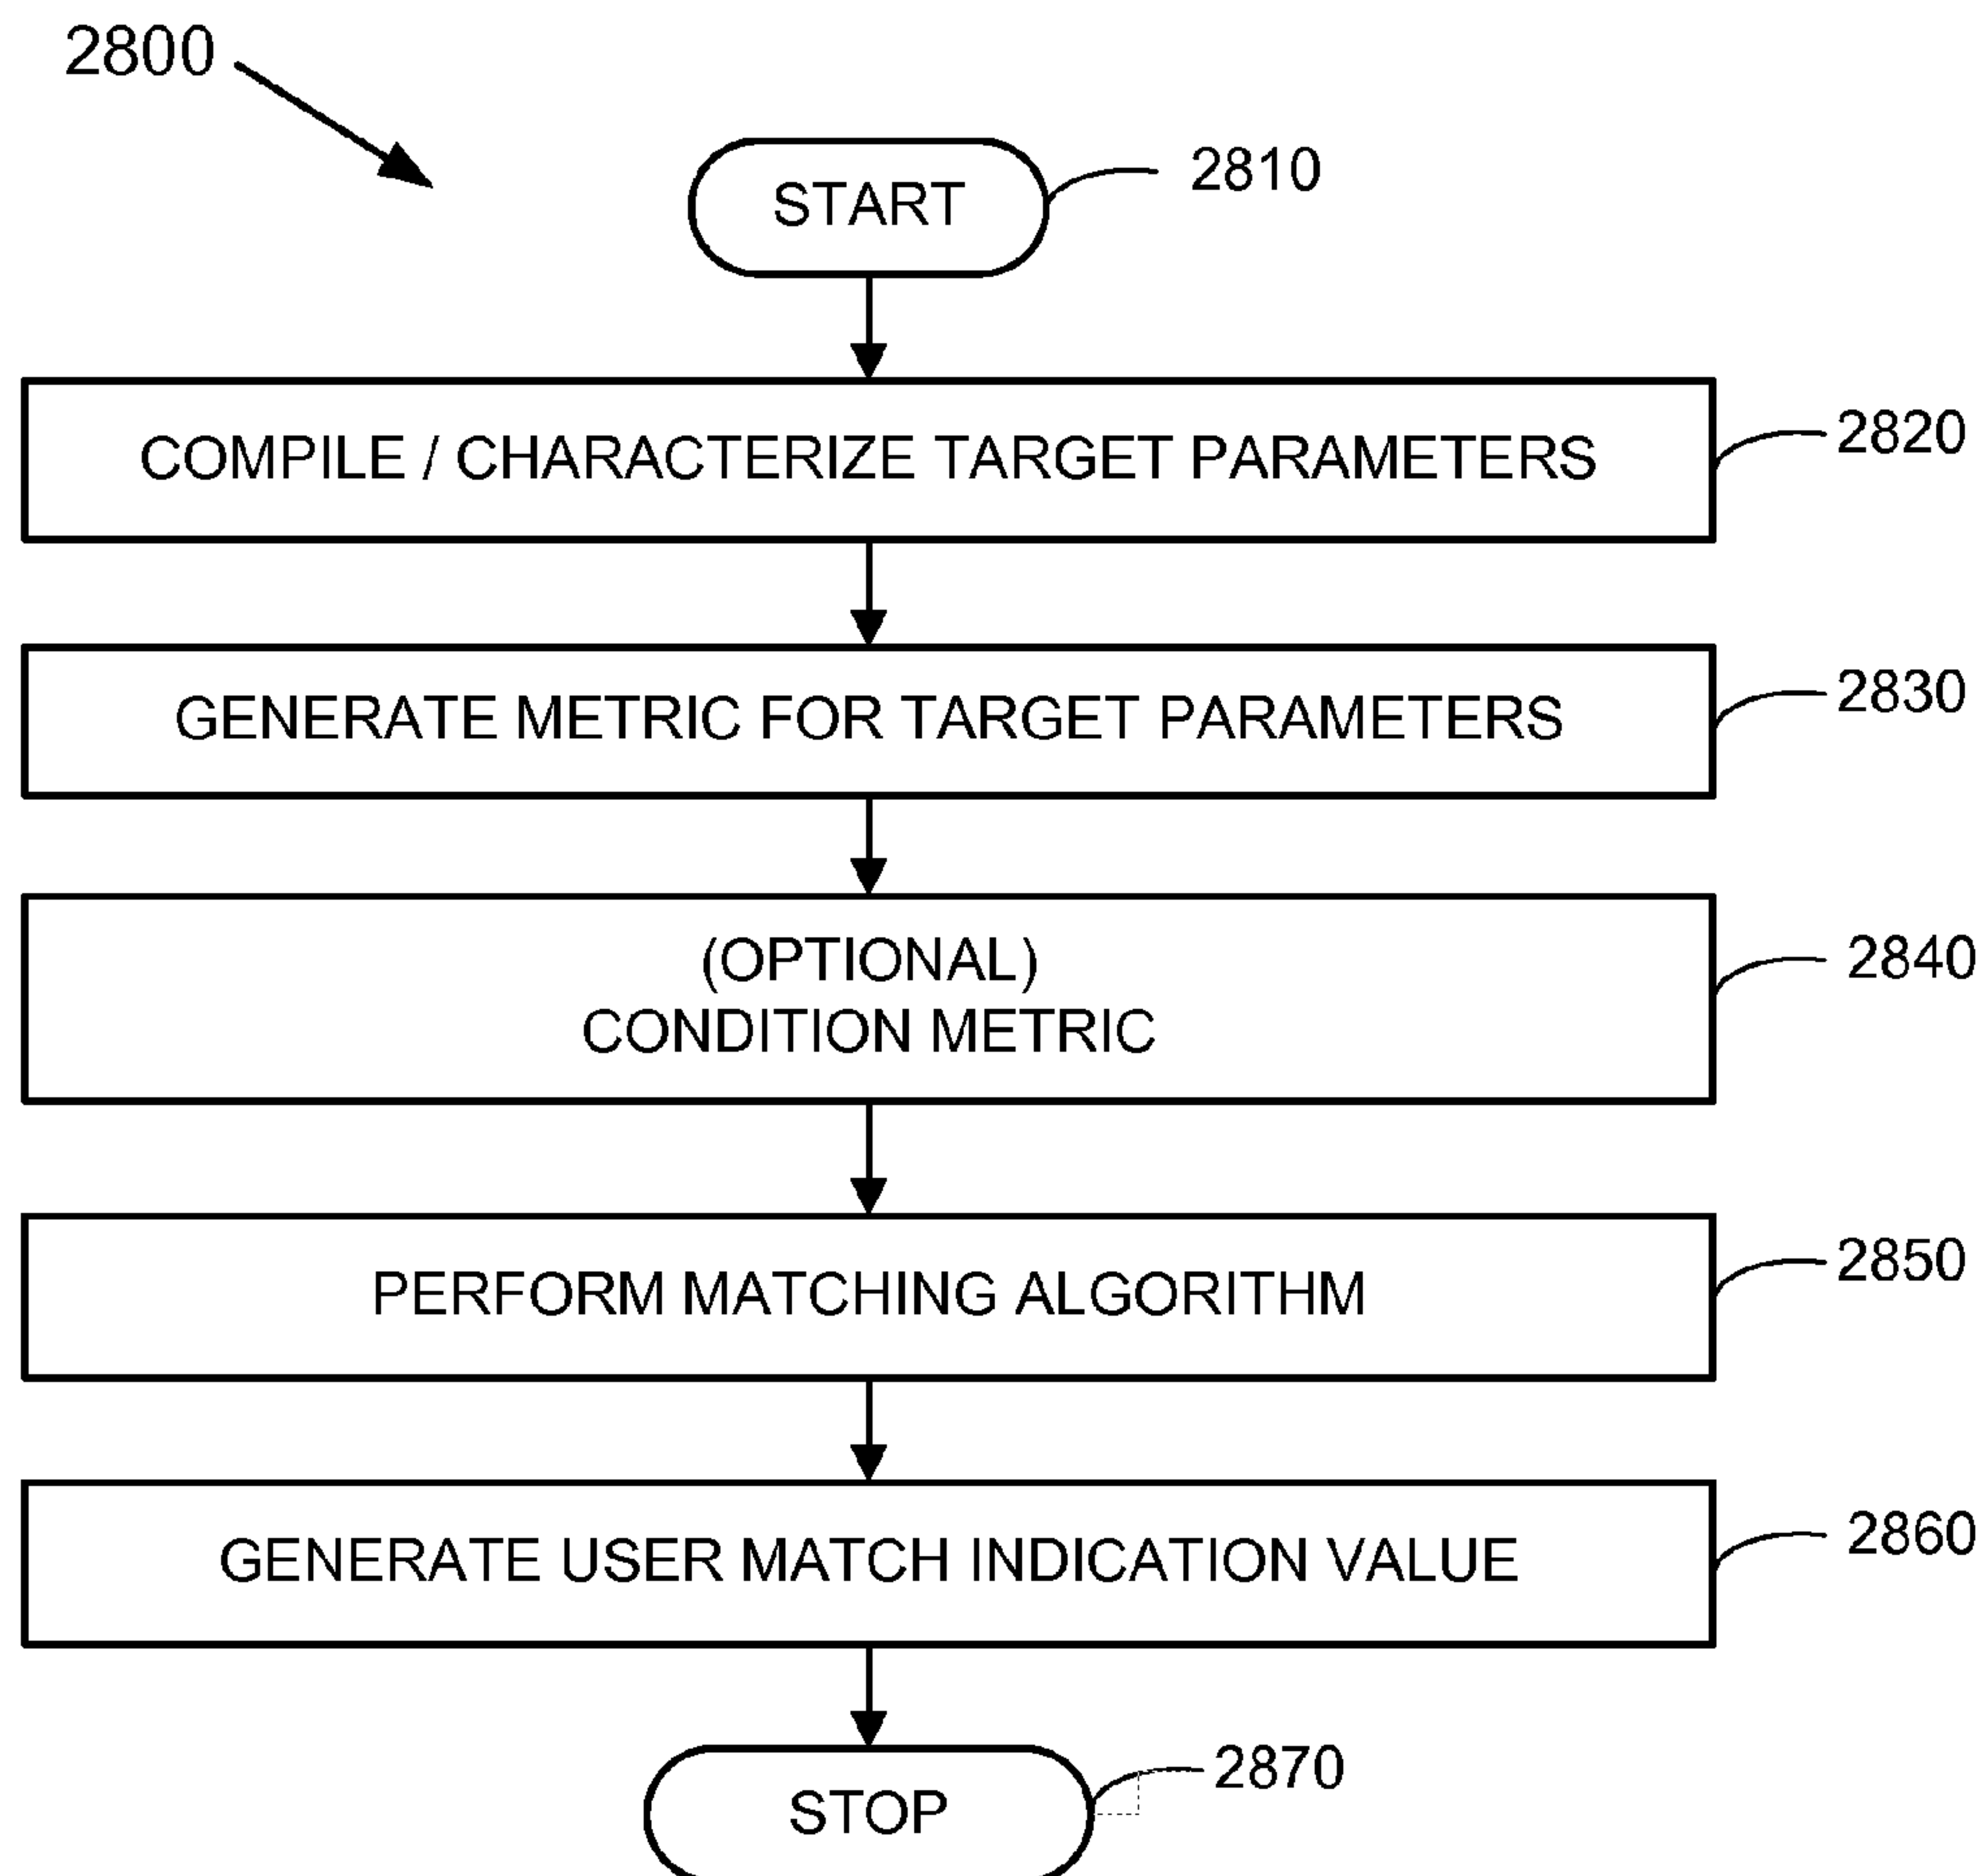 2800
START
2810
COMPILE / CHARACTERIZE TARGET PARAMETERS
2820
GENERATE METRIC FOR TARGET PARAMETERS
2830
(OPTIONAL)
CONDITION METRIC
2840
PERFORM MATCHING ALGORITHM
2850
GENERATE USER MATCH INDICATION VALUE
2860
STOP
2870